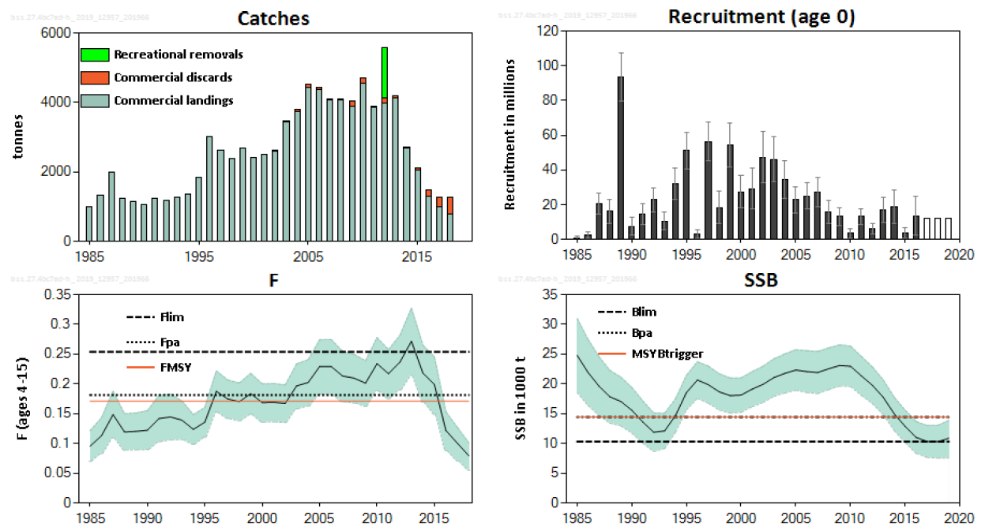 bss.27.4bc7ad-h_2019_12957_201966
Catches
6000
4000
2000
0
tonnes
Recreational removals
Commercial discards
Commercial landings
1985 1995 2005 2015
bss.27.4bc7ad-h_2019_12957_201966
Recruitment (age 0)
120
100
80
60
40
20
0
Recruitment in millions
1985 1990 1995 2000 2005 2010 2015 2020
bss.27.4bc7ad-h_2019_12957_201966
F
0.35
0.3
0.25
0.2
0.15
0.1
0.05
0
F (ages 4-15)
Flim
Fpa
FMSY
1985 1990 1995 2000 2005 2010 2015
bss.27.4bc7ad-h_2019_12957_201966
SSB
35
30
25
20
15
10
5
0
SSB in 1000 t
Blim
Bpa
MSYBtrigger
1985 1990 1995 2000 2005 2010 2015 2020